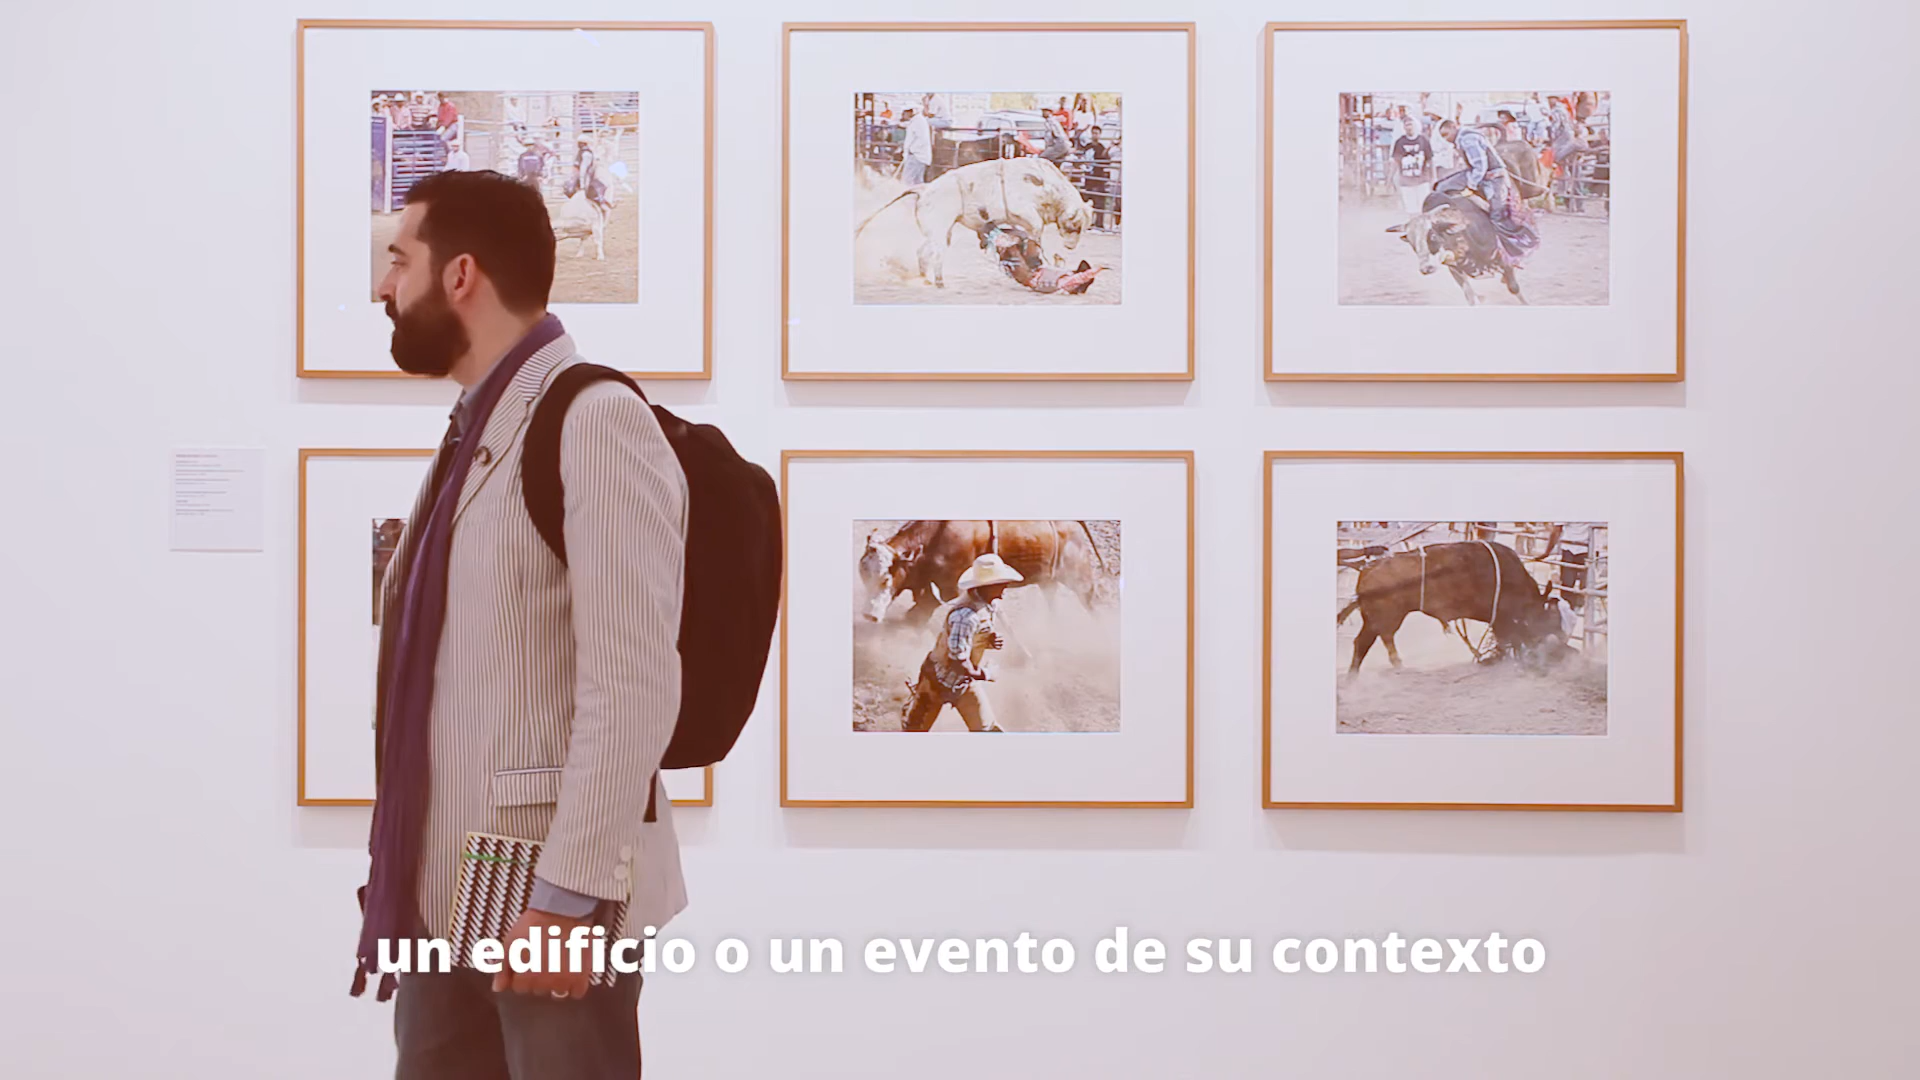 un edificio o un evento de su contexto